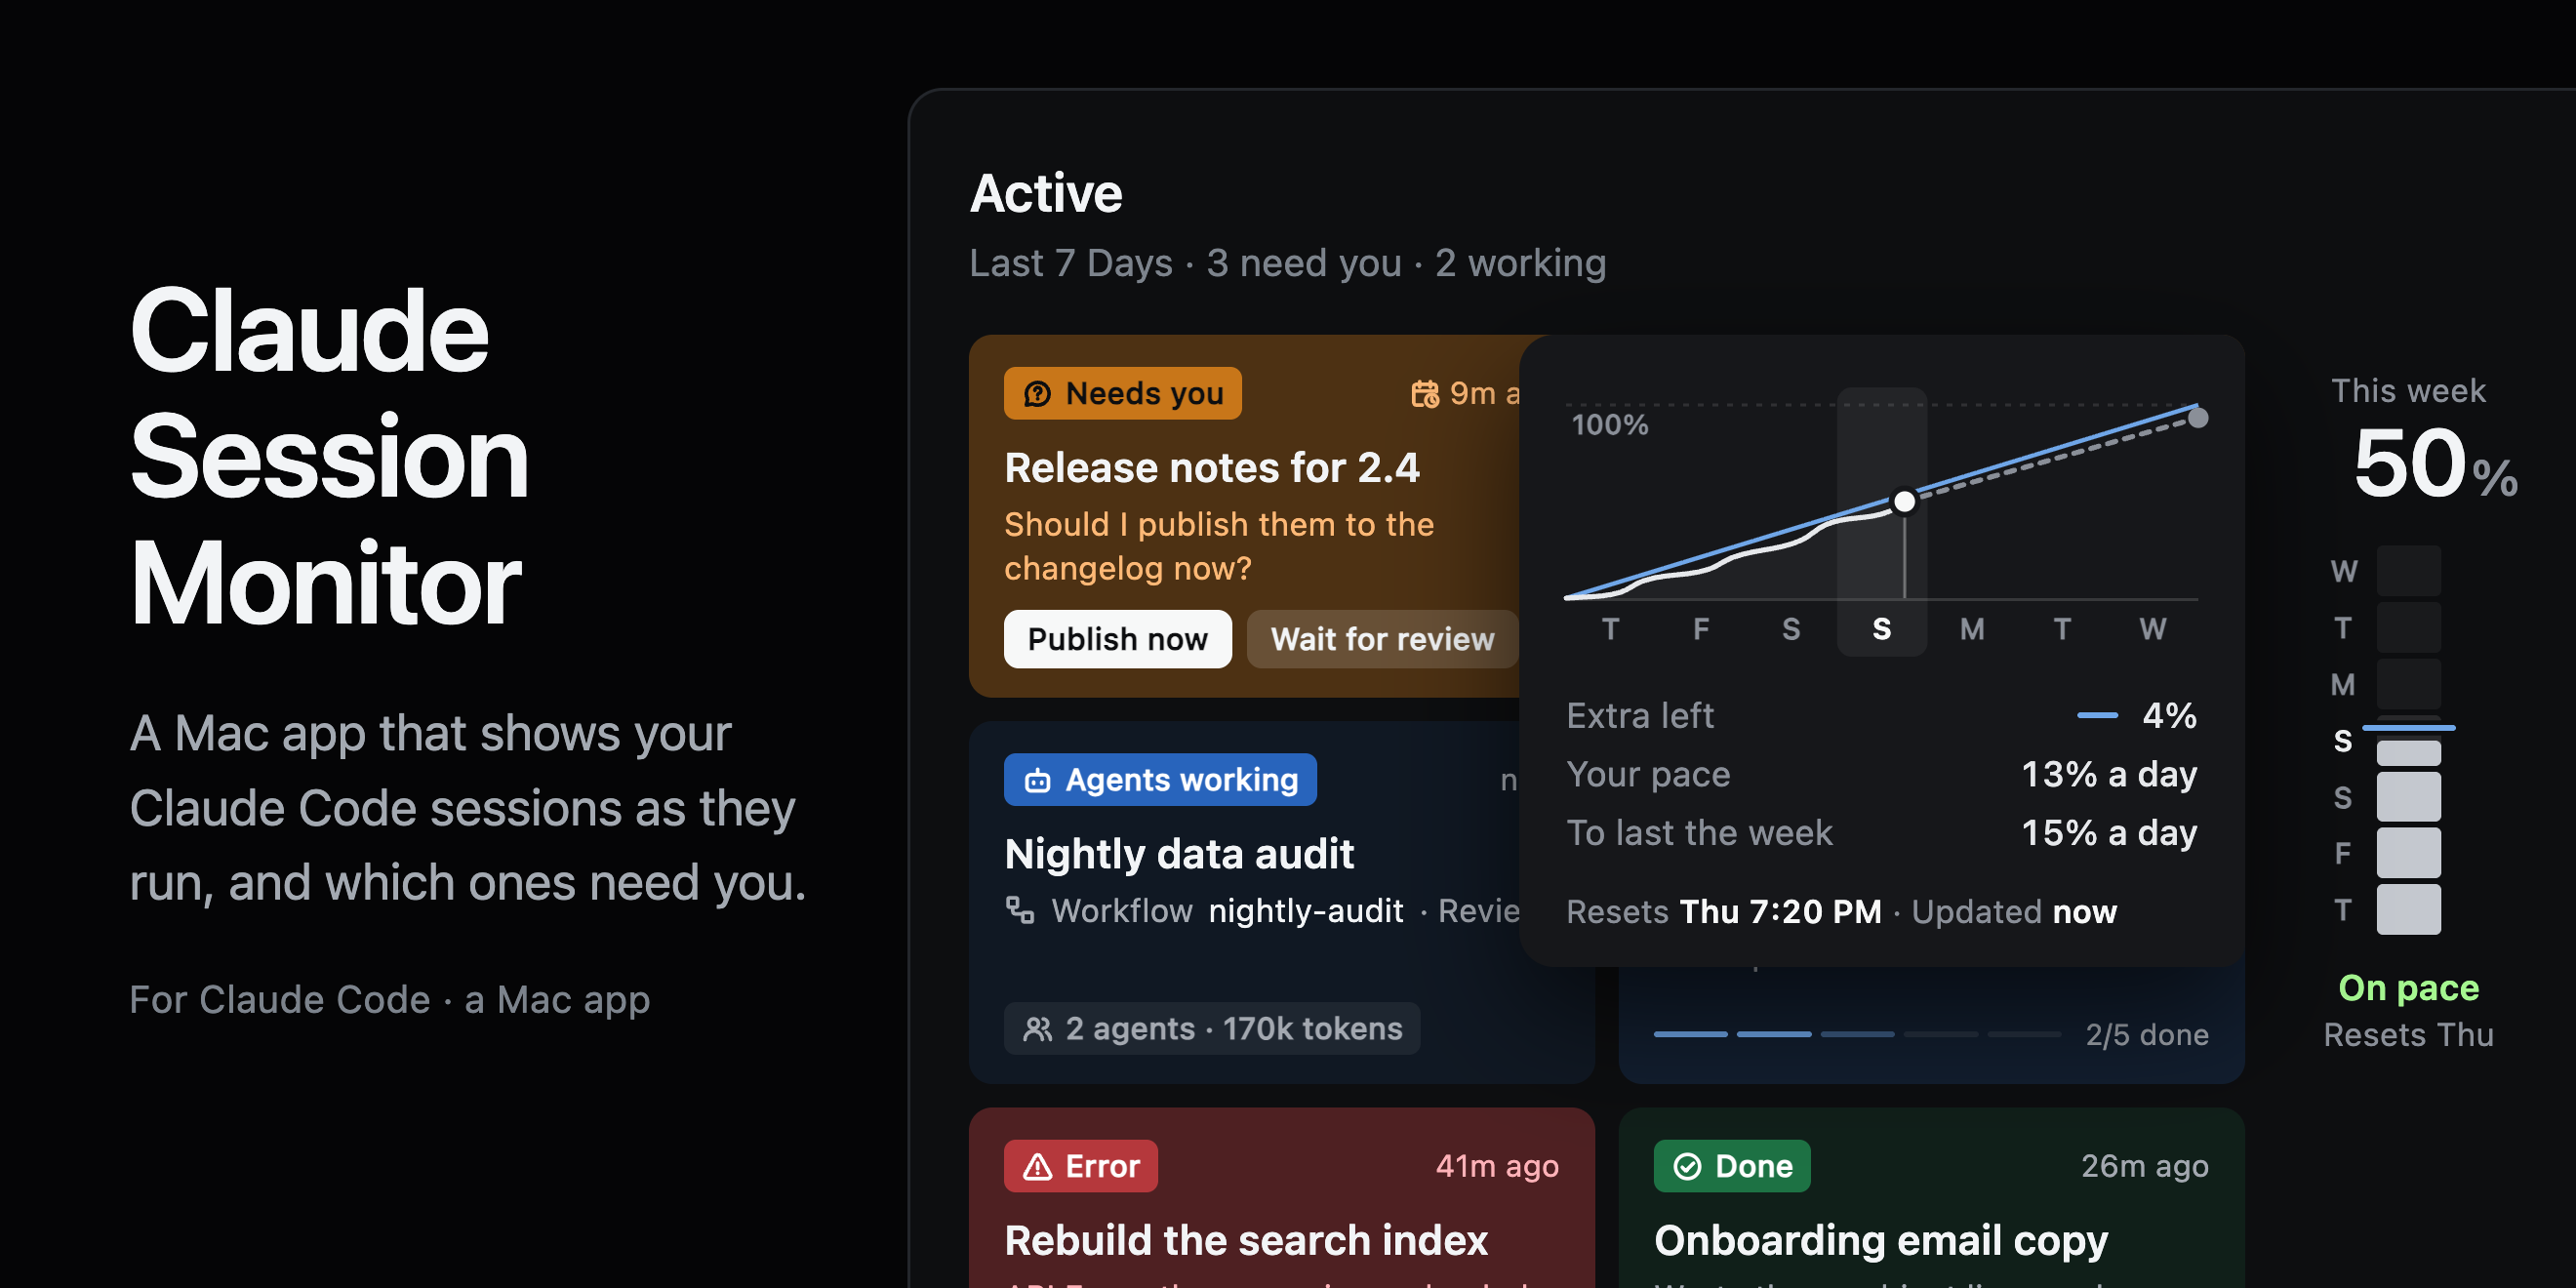 Claude
Session
Monitor
A Mac app that shows your
Claude Code sessions as they
run, and which ones need you.
For Claude Code · a Mac app
Active
Last 7 Days · 3 need you · 2 working
Needs you
9m
Release notes for 2.4
Should I publish them to the
changelog now?
Publish now
Wait for review
Agents working
Nightly data audit
Workflow nightly-audit ·
2 agents · 170k tokens
100%
T F S S M T W
Extra left 4%
Your pace 13% a day
To last the week 15% a day
Resets Thu 7:20 PM · Updated now
2/5 done
Error
41m ago
Rebuild the search index
Done
26m ago
Onboarding email copy
This week
50%
W
T
M
S
S
F
T
On pace
Resets Thu